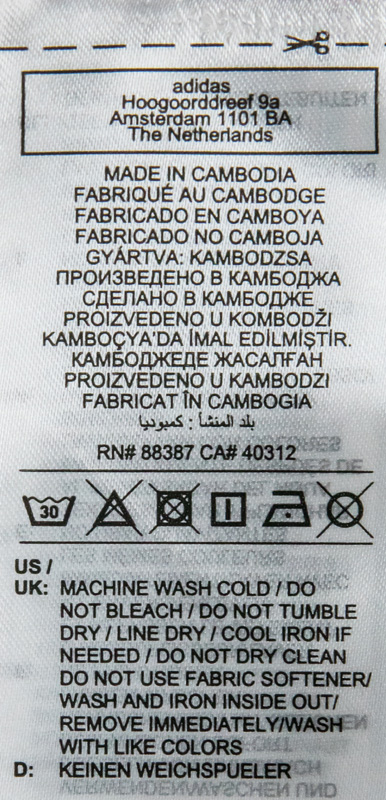 adidas
Hoogoorddreef 9a
Amsterdam 1101 BA
The Netherlands
MADE IN CAMBODIA
FABRIQUÉ AU CAMBODGE
FABRICADO EN CAMBOYA
FABRICADO NO CAMBOJA
GYÁRTVA: KAMBODZSA
ПРОИЗВЕДЕНО В КАМБОДЖА
СДЕЛАНО В КАМБОДЖЕ
PROIZVEDENO U KOMBODŽI
KAMBOÇYA'DA İMAL EDİLMİŞTİR.
КАМБОДЖЕДЕ ЖАСАЛҒАН
PROIZVEDENO U KAMBODZI
FABRICAT ÎN CAMBOGIA
بلد المنشأ : كمبوديا
RN# 88387 CA# 40312
30
US /
UK: MACHINE WASH COLD / DO
NOT BLEACH / DO NOT TUMBLE
DRY / LINE DRY / COOL IRON IF
NEEDED / DO NOT DRY CLEAN
DO NOT USE FABRIC SOFTENER/
WASH AND IRON INSIDE OUT/
REMOVE IMMEDIATELY/WASH
WITH LIKE COLORS
D: KEINEN WEICHSPUELER